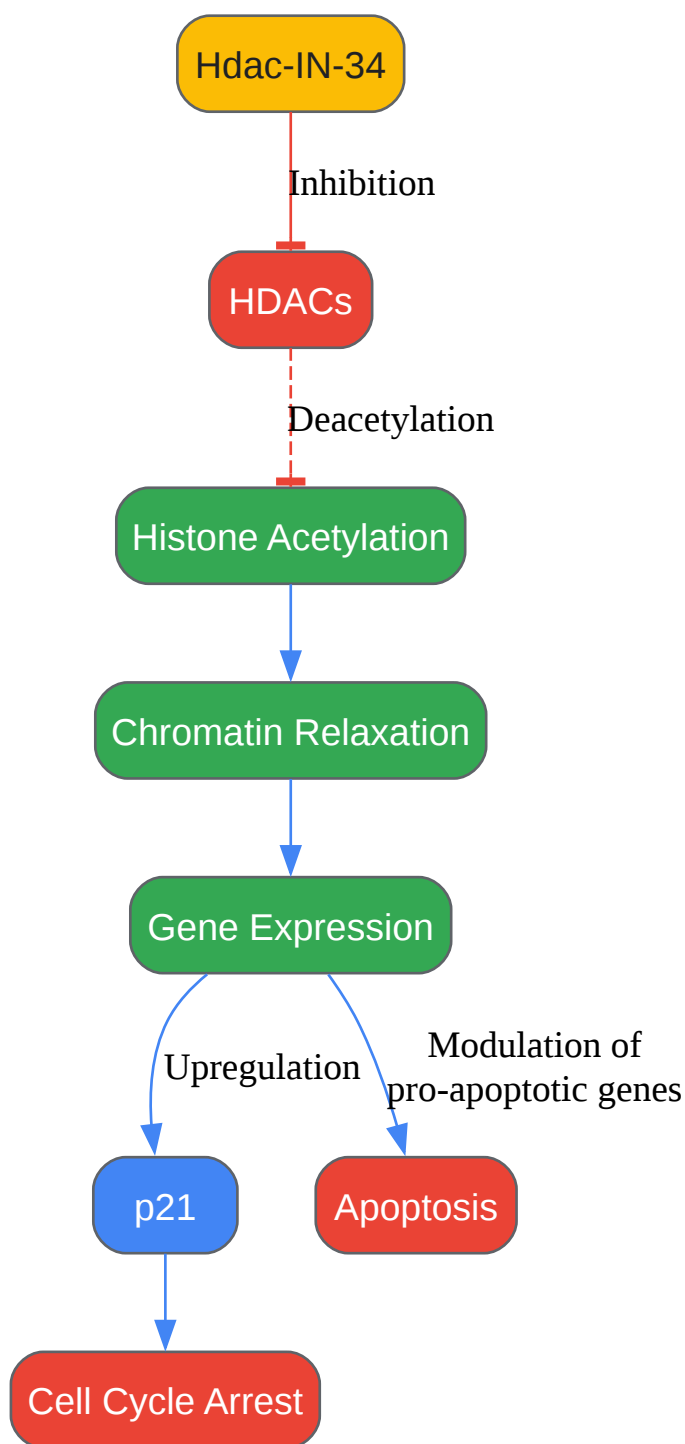 Hdac-IN-34
Inhibition
HDACs
Deacetylation
Histone Acetylation
Chromatin Relaxation
Gene Expression
Upregulation
Modulation of
pro-apoptotic genes
p21
Apoptosis
Cell Cycle Arrest